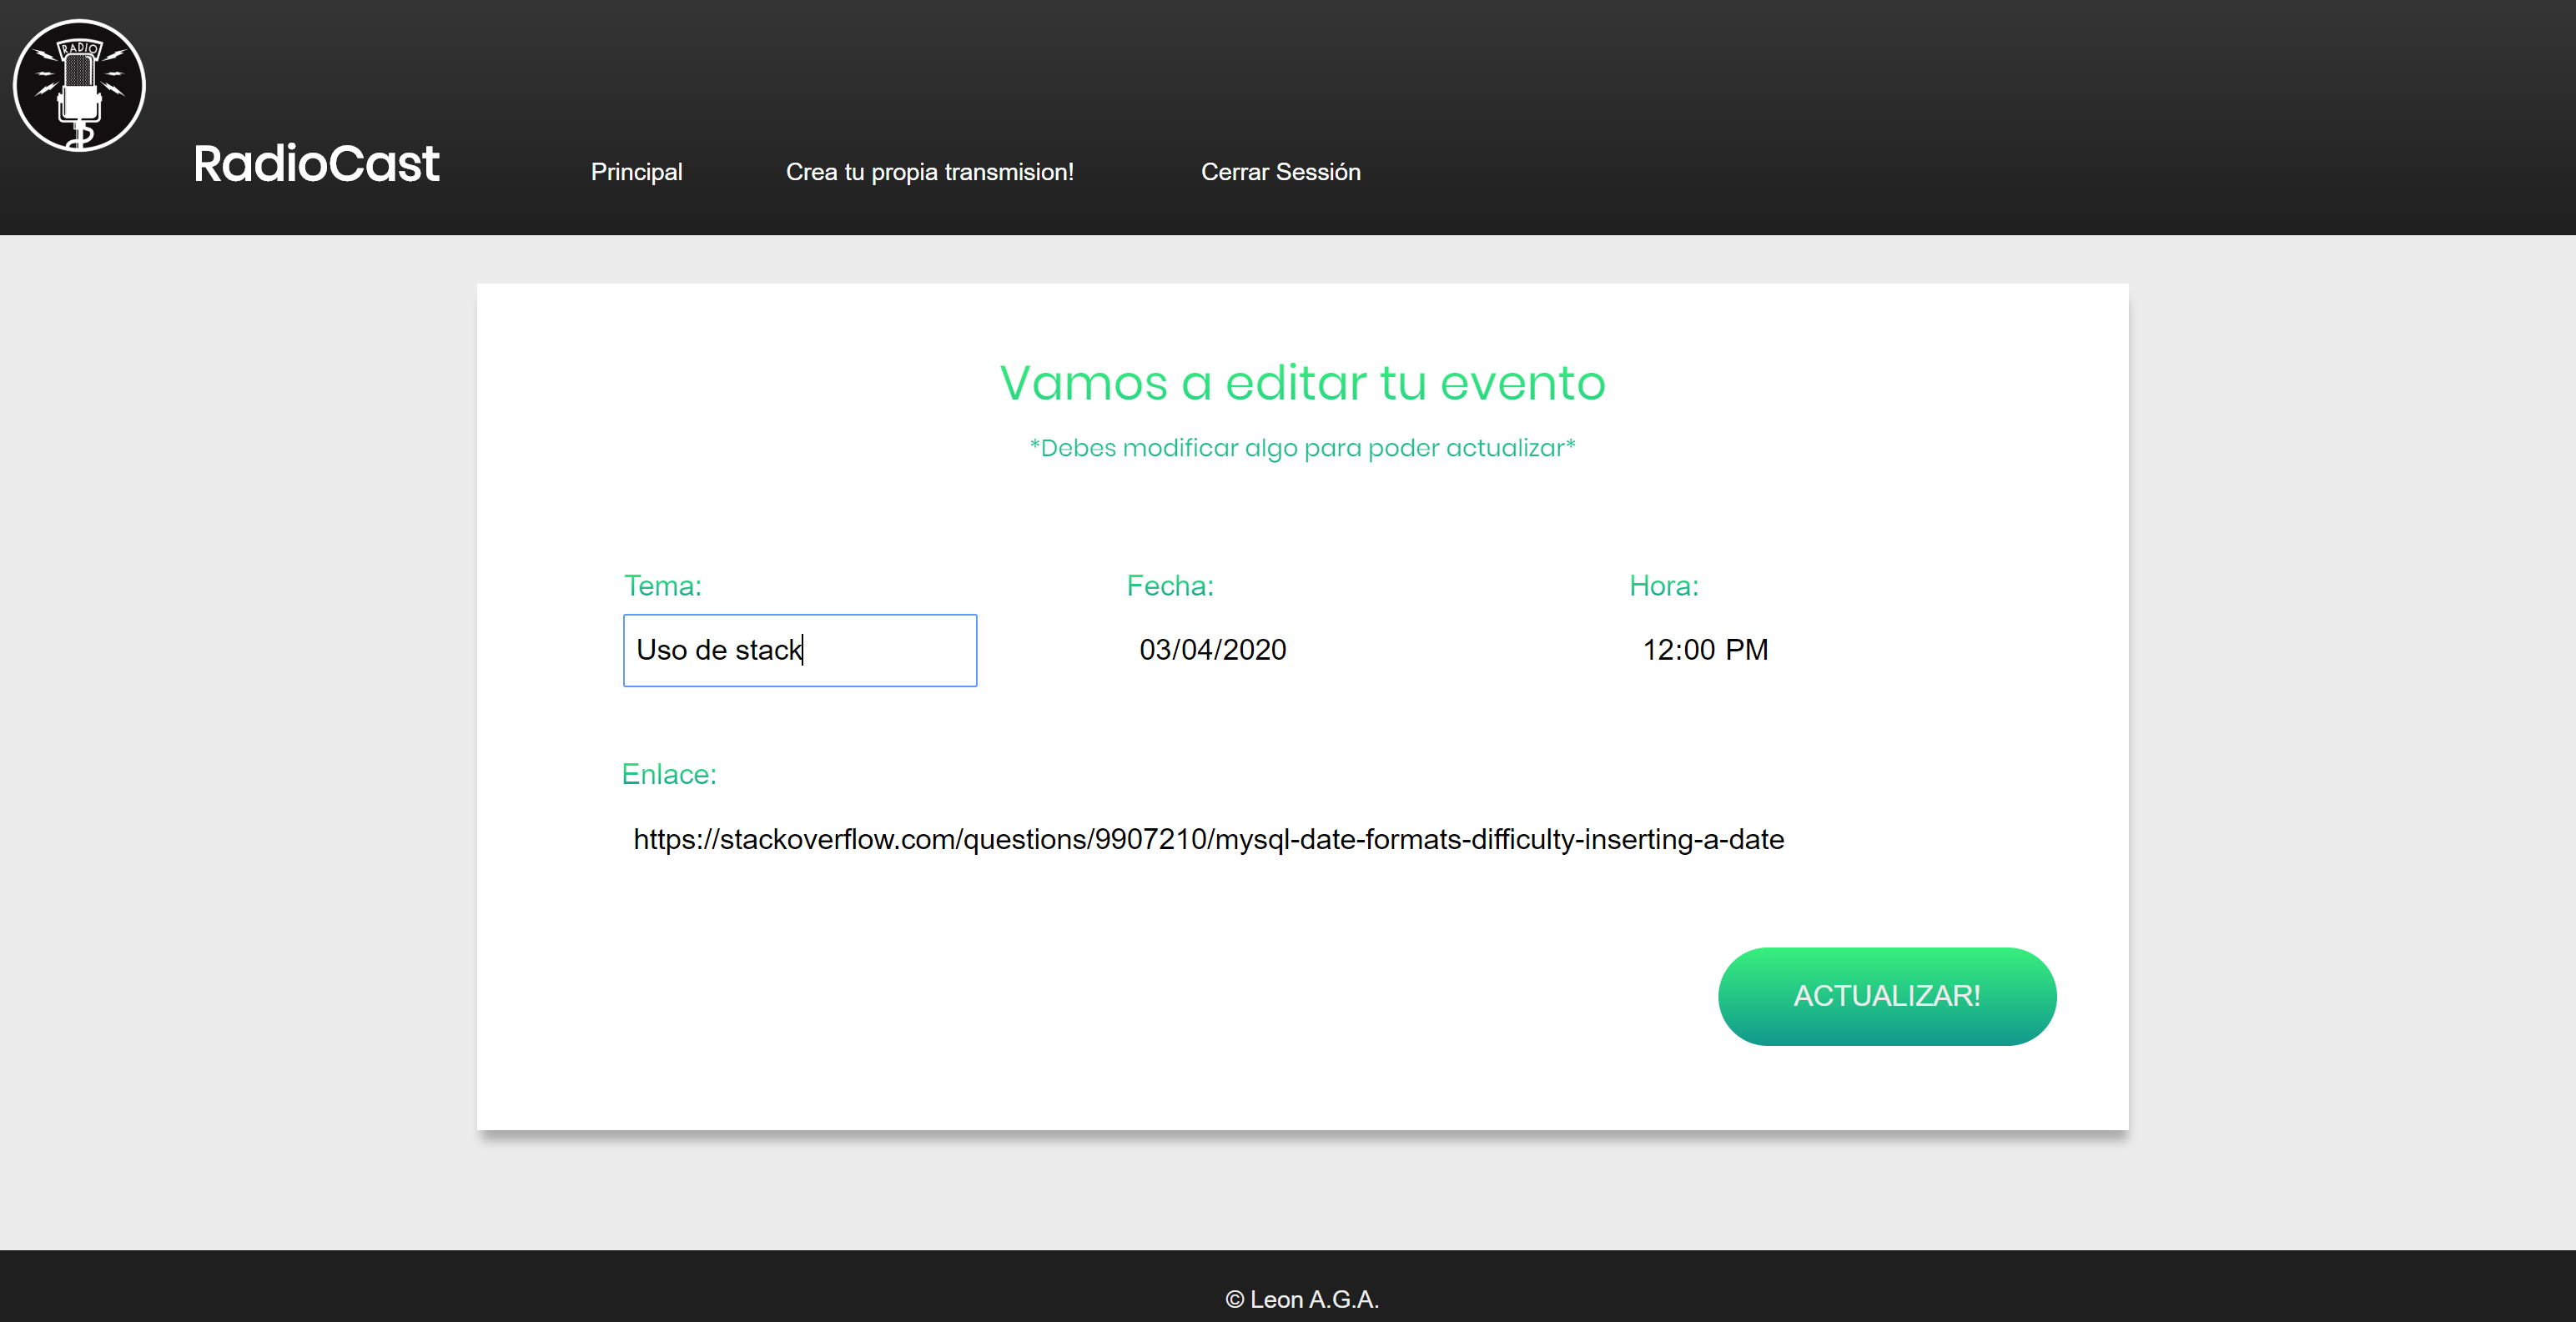 RADIO
RadioCast
Principal
Crea tu propia transmision!
Cerrar Sessión
Vamos a editar tu evento
*Debes modificar algo para poder actualizar*
Tema:
Fecha:
Hora:
Uso de stack
03/04/2020
12:00 PM
Enlace:
https://stackoverflow.com/questions/9907210/mysql-date-formats-difficulty-inserting-a-date
ACTUALIZAR!
© Leon A.G.A.